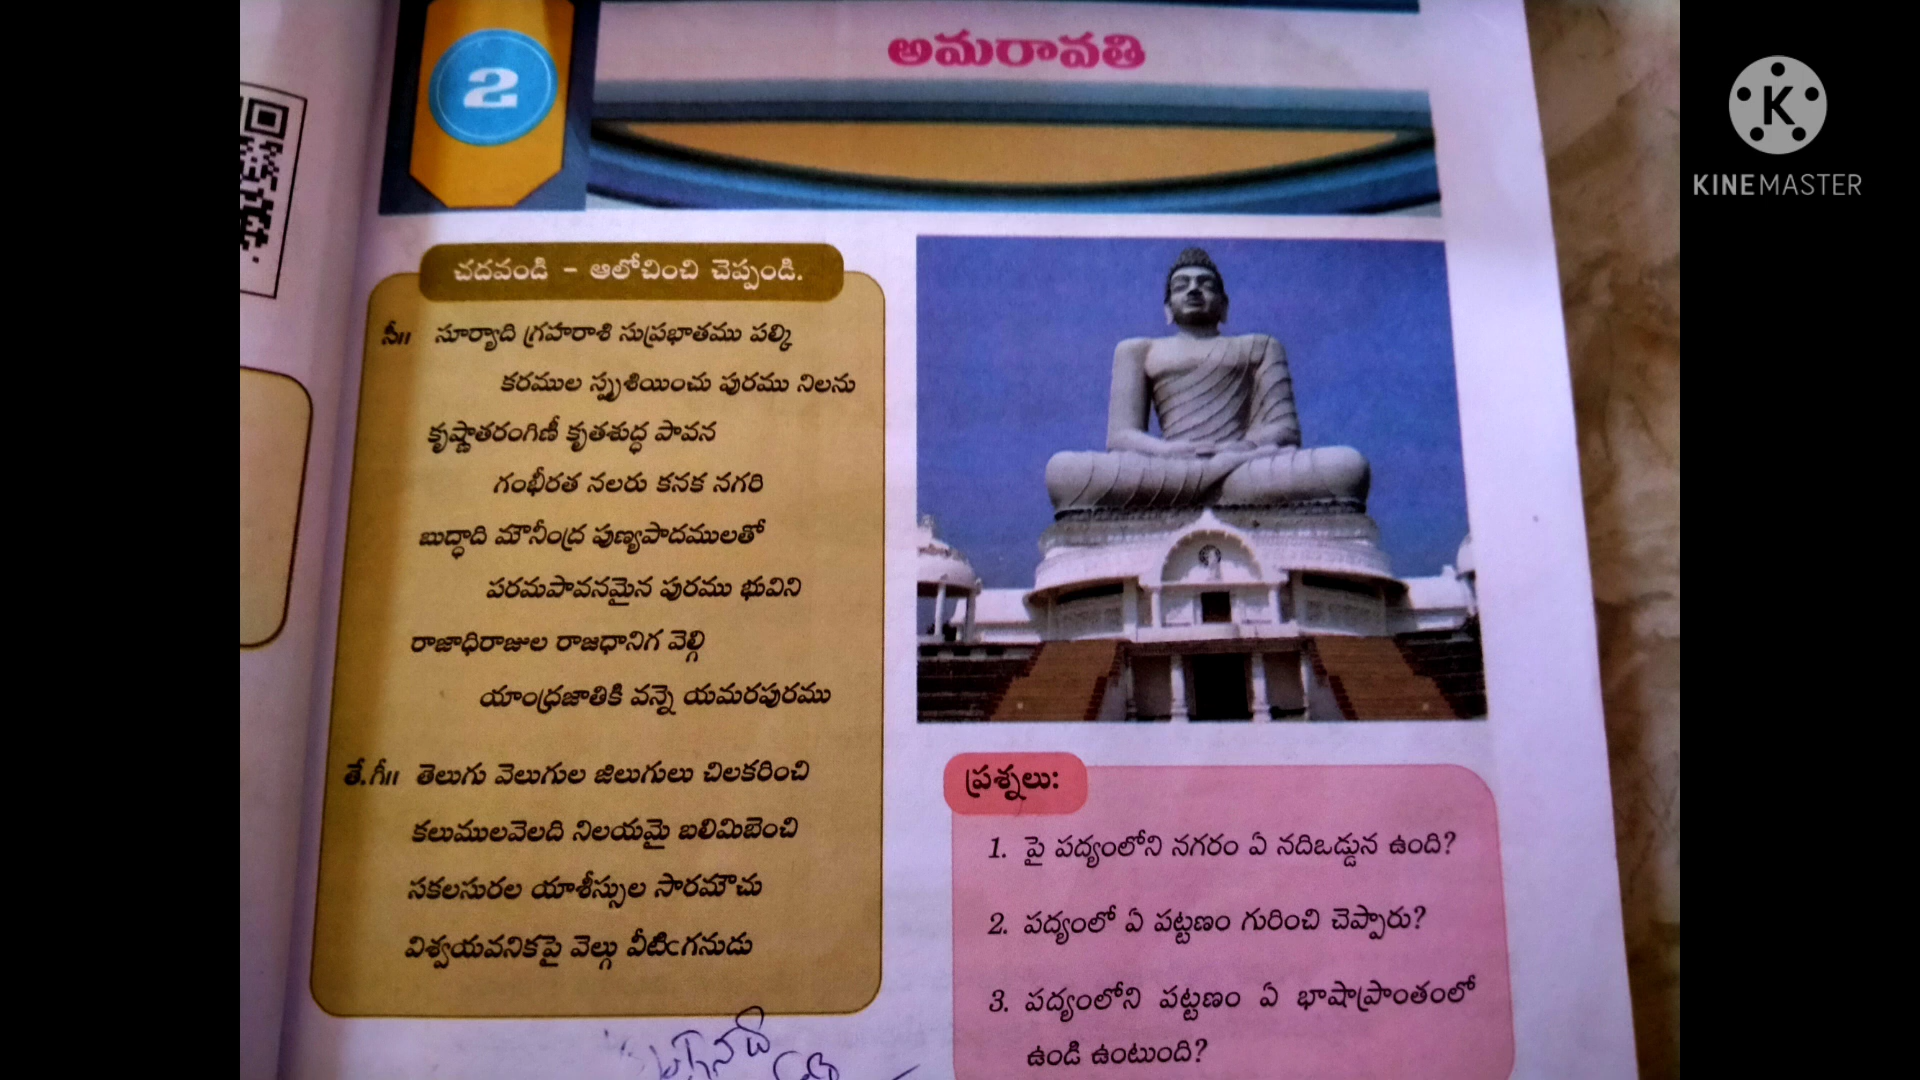 2
అమరావతి
చదవండి - ఆలోచించి చెప్పండి.
సీ॥ సూర్యాది గ్రహరాశి సుప్రభాతము పల్కి
కరముల స్పృశియించు పురము నిలను
కృష్ణాతరంగిణీ కృతశుద్ధ పావన
గంభీరత నలరు కనక నగరి
బుద్ధాది మౌనీంద్ర పుణ్యపాదములతో
పరమపావనమైన పురము భువిని
రాజాధిరాజుల రాజధానిగ వెల్గి
యాంధ్రజాతికి వన్నె యమరపురము
తే.గీ॥ తెలుగు వెలుగుల జిలుగులు చిలకరించి
కలుములవెలది నిలయమై బలిమిబెంచి
సకలసురల యాశీస్సుల సారమౌచు
విశ్వయవనికపై వెల్గు వీటిఁగనుడు
ప్రశ్నలు:
1. పై పద్యంలోని నగరం ఏ నదిఒడ్డున ఉంది?
2. పద్యంలో ఏ పట్టణం గురించి చెప్పారు?
3. పద్యంలోని పట్టణం ఏ భాషాప్రాంతంలో
ఉండి ఉంటుంది?
K
KINEMASTER